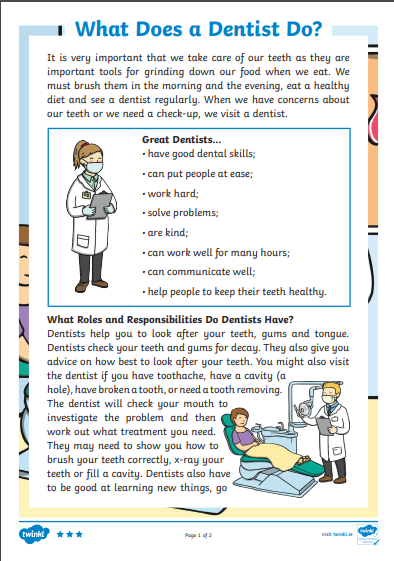 What Does a Dentist Do?
It is very important that we take care of our teeth as they are
important tools for grinding down our food when we eat. We
must brush them in the morning and the evening, eat a healthy
diet and see a dentist regularly. When we have concerns about
our teeth or we need a check-up, we visit a dentist.
Great Dentists...
• have good dental skills;
• can put people at ease;
• work hard;
• solve problems;
• are kind;
• can work well for many hours;
• can communicate well;
• help people to keep their teeth healthy.
What Roles and Responsibilities Do Dentists Have?
Dentists help you to look after your teeth, gums and tongue.
Dentists check your teeth and gums for decay. They also give you
advice on how best to look after your teeth. You might also visit
the dentist if you have toothache, have a cavity (a
hole), have broken a tooth, or need a tooth removing.
The dentist will check your mouth to
investigate the problem and then
work out what treatment you need.
They may need to show you how to
brush your teeth correctly, x-ray your
teeth or fill a cavity. Dentists also have
to be good at learning new things, go
twinkl
Page 1 of 2
visit twinkl.ie
twinkl